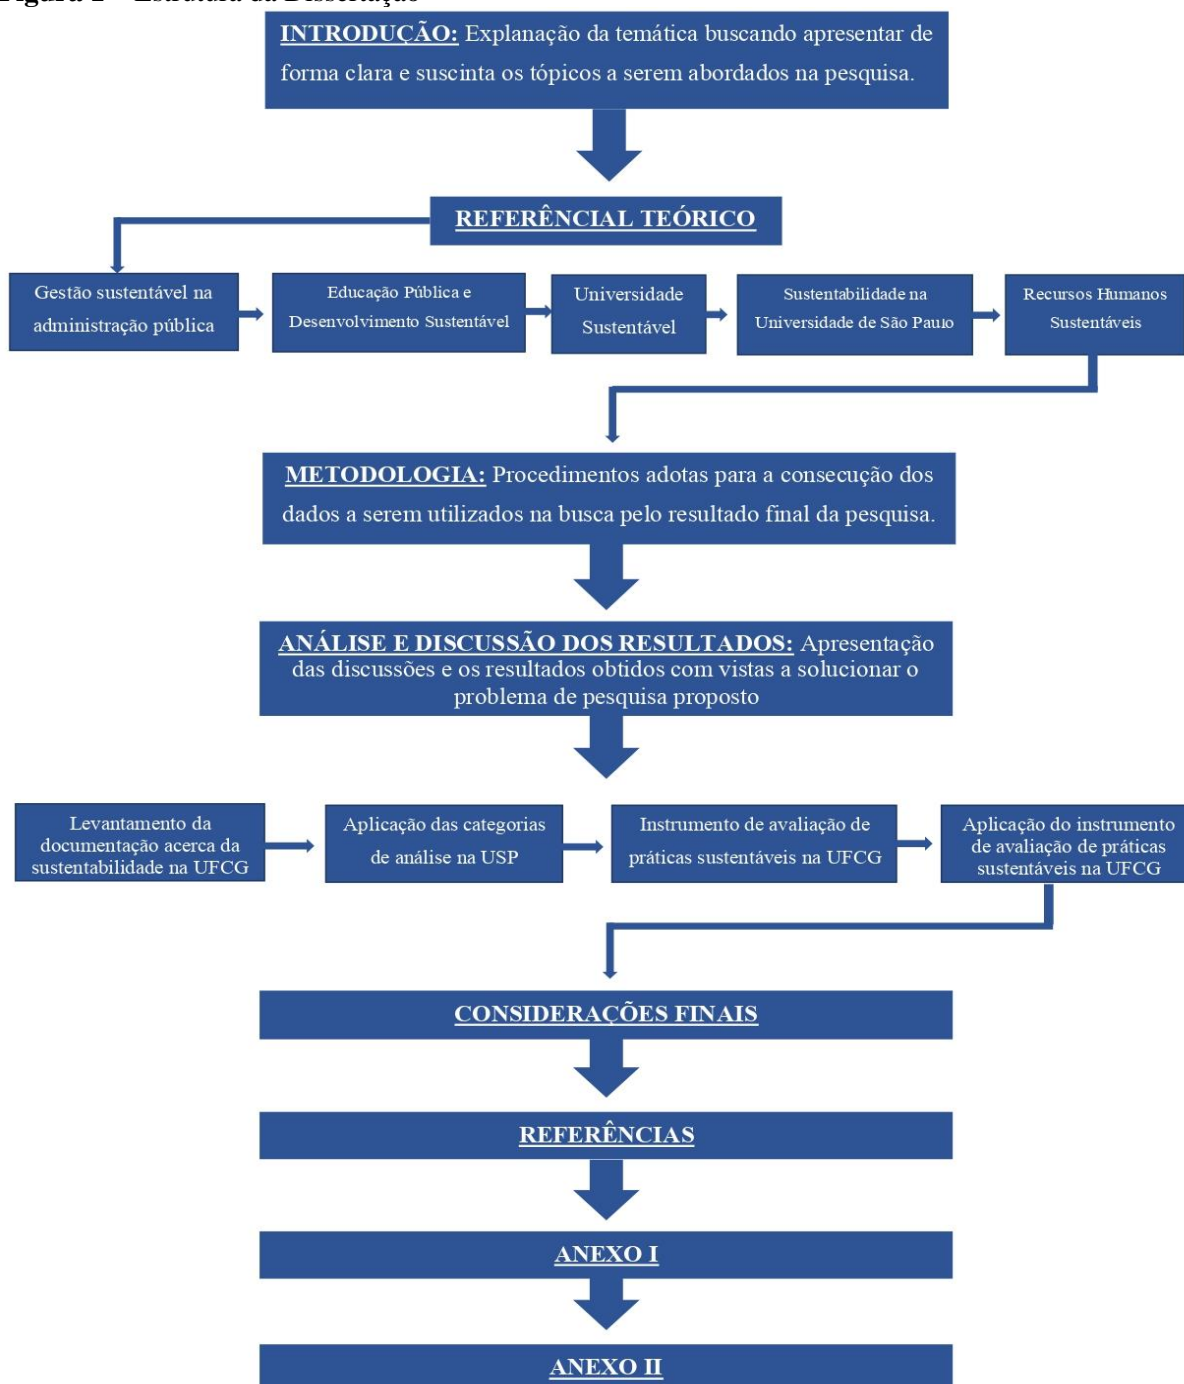 Figura 1 – Estrutura da Dissertação
INTRODUÇÃO: Explanação da temática buscando apresentar de
forma clara e suscinta os tópicos a serem abordados na pesquisa.
REFERÊNCIAL TEÓRICO
Gestão sustentável na
administração pública
Educação Pública e
Desenvolvimento Sustentável
Universidade
Sustentável
Sustentabilidade na
Universidade de São Paulo
Recursos Humanos
Sustentáveis
METODOLOGIA: Procedimentos adotas para a consecução dos
dados a serem utilizados na busca pelo resultado final da pesquisa.
ANÁLISE E DISCUSSÃO DOS RESULTADOS: Apresentação
das discussões e os resultados obtidos com vistas a solucionar o
problema de pesquisa proposto
Levantamento da
documentação acerca da
sustentabilidade na UFCG
Aplicação das categorias
de análise na USP
Instrumento de avaliação de
práticas sustentáveis na UFCG
Aplicação do instrumento
de avaliação de práticas
sustentáveis na UFCG
CONSIDERAÇÕES FINAIS
REFERÊNCIAS
ANEXO I
ANEXO II